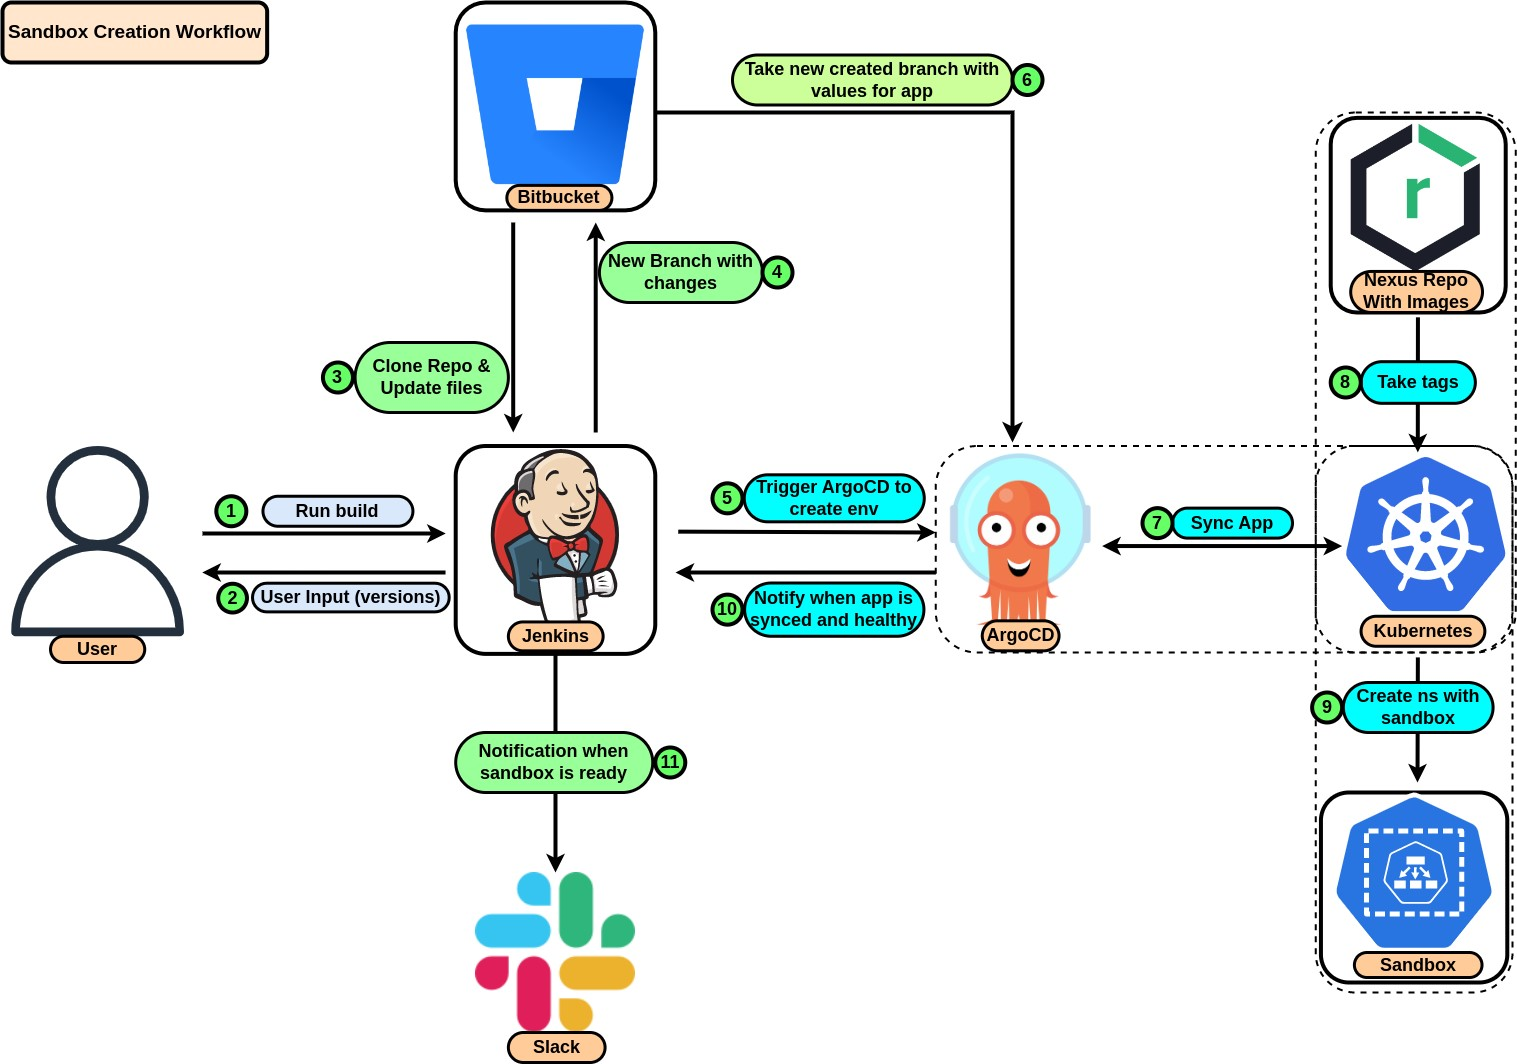 Sandbox Creation Workflow
Bitbucket
Take new created branch with
values for app
6
r
Nexus Repo
With Images
New Branch with
changes
4
3
Clone Repo &
Update files
8
Take tags
1
Run build
2
User Input (versions)
User
Jenkins
5
Trigger ArgoCD to
create env
10
Notify when app is
synced and healthy
ArgoCD
7
Sync App
Kubernetes
9
Create ns with
sandbox
Notification when
sandbox is ready
11
Sandbox
Slack